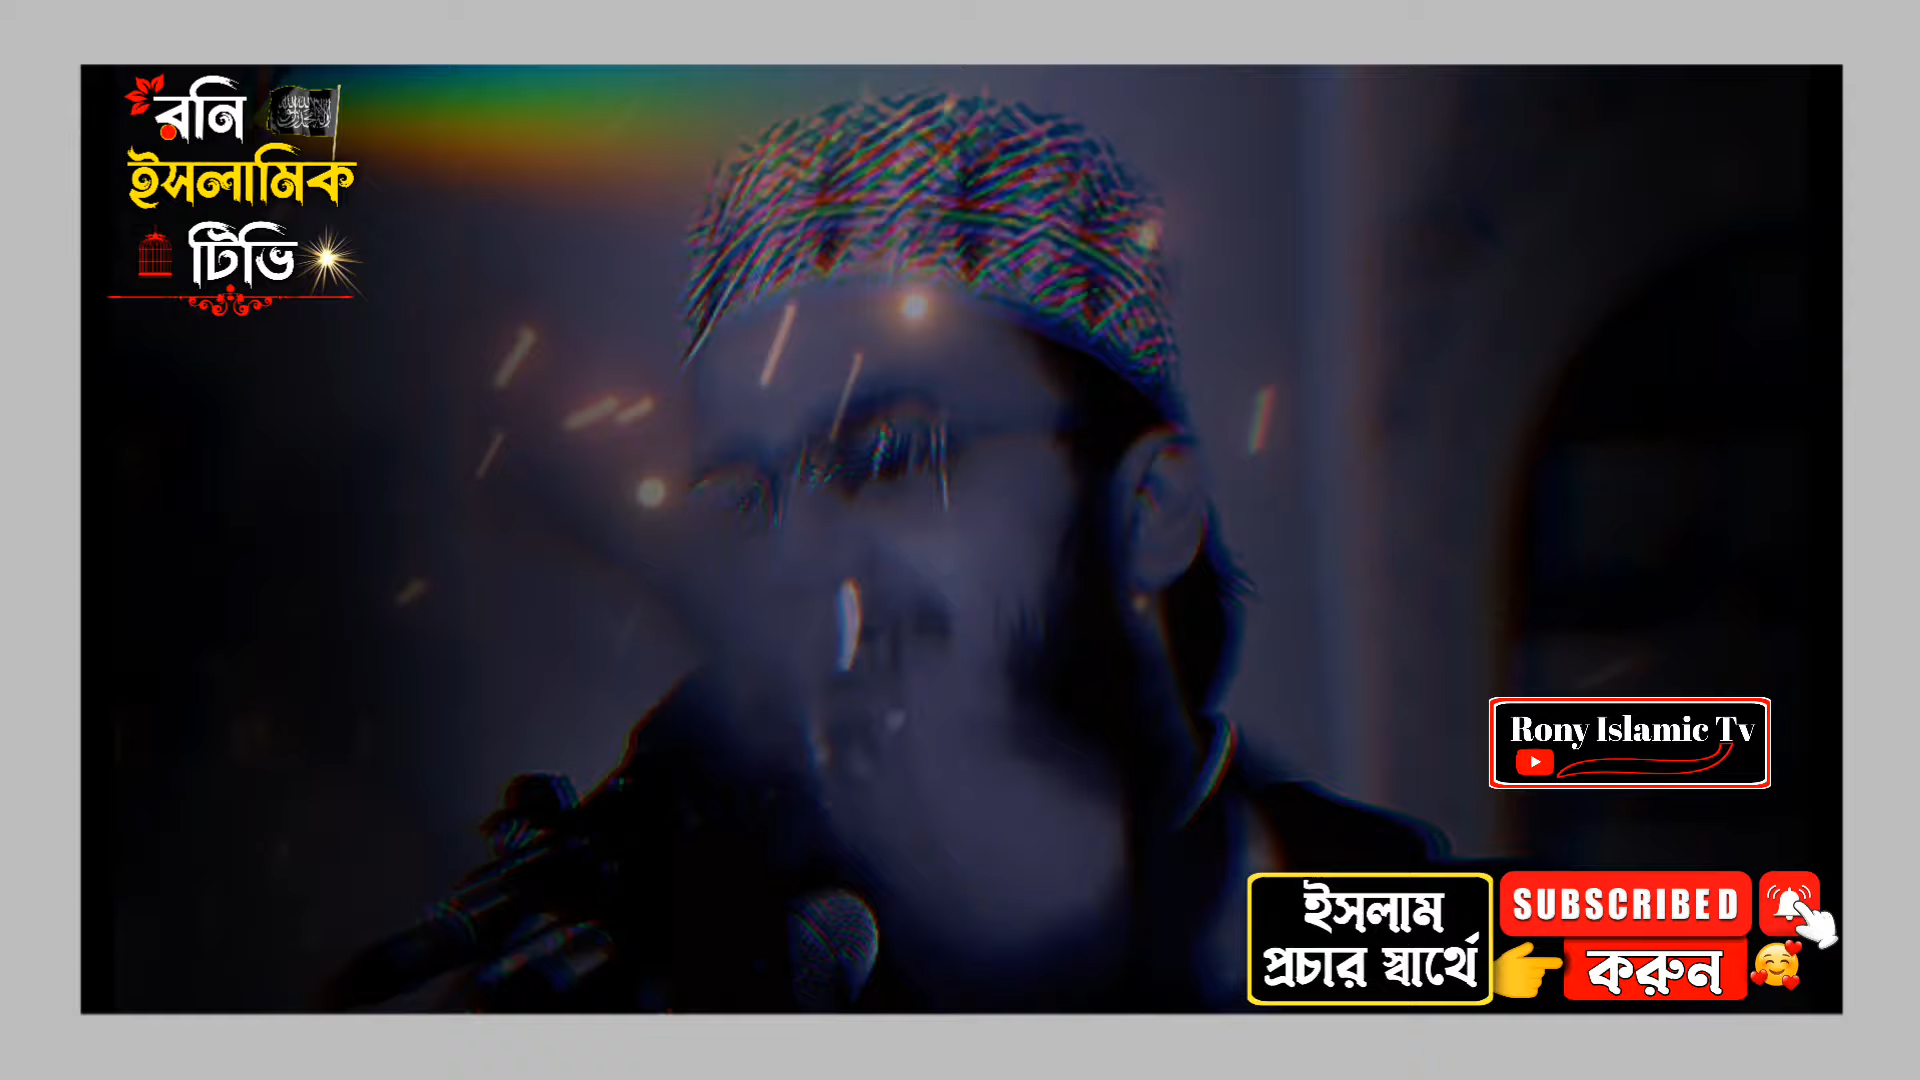 রনি
ইসলামিক
টিভি
Rony Islamic Tv
ইসলাম
প্রচার স্বার্থে
SUBSCRIBED
করুন